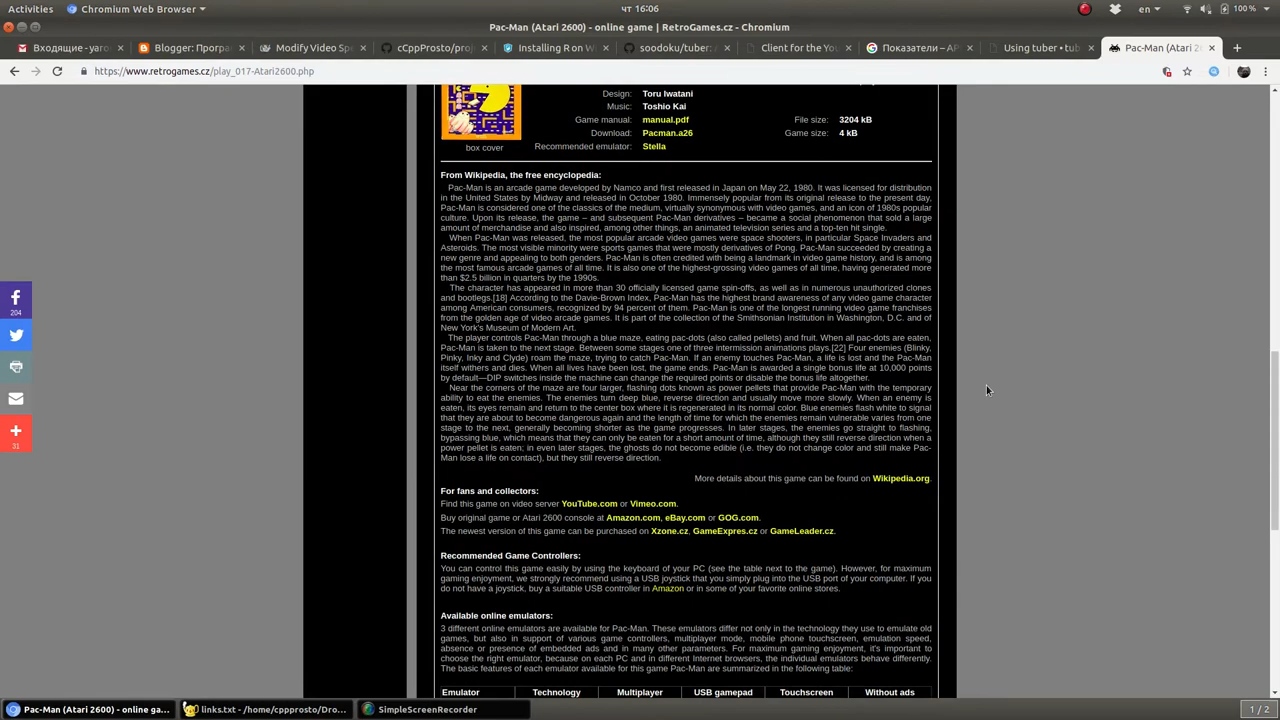 Activities
Chromium Web Browser
Чт 16:06
en
100 %
Pac-Man (Atari 2600) - online game | RetroGames.cz - Chromium
Входящие - yaro
Blogger: Програ
Modify Video Sp
cCppProsto/proj
Installing R on W
soodoku/tuber:
Client for the You
Показатели – API
Using tuber • tub
Pac-Man (Atari 2
https://www.retrogames.cz/play_017-Atari2600.php
Design: Toru Iwatani
Music: Toshio Kai
Game manual: manual.pdf File size: 3204 kB
Download: Pacman.a26 Game size: 4 kB
box cover
Recommended emulator: Stella
From Wikipedia, the free encyclopedia:
Pac-Man is an arcade game developed by Namco and first released in Japan on May 22, 1980. It was licensed for distribution
in the United States by Midway and released in October 1980. Immensely popular from its original release to the present day,
Pac-Man is considered one of the classics of the medium, virtually synonymous with video games, and an icon of 1980s popular
culture. Upon its release, the game – and subsequent Pac-Man derivatives – became a social phenomenon that sold a large
amount of merchandise and also inspired, among other things, an animated television series and a top-ten hit single.
When Pac-Man was released, the most popular arcade video games were space shooters, in particular Space Invaders and
Asteroids. The most visible minority were sports games that were mostly derivatives of Pong. Pac-Man succeeded by creating a
new genre and appealing to both genders. Pac-Man is often credited with being a landmark in video game history, and is among
the most famous arcade games of all time. It is also one of the highest-grossing video games of all time, having generated more
than $2.5 billion in quarters by the 1990s.
The character has appeared in more than 30 officially licensed game spin-offs, as well as in numerous unauthorized clones
and bootlegs.[18] According to the Davie-Brown Index, Pac-Man has the highest brand awareness of any video game character
among American consumers, recognized by 94 percent of them. Pac-Man is one of the longest running video game franchises
from the golden age of video arcade games. It is part of the collection of the Smithsonian Institution in Washington, D.C. and of
New York's Museum of Modern Art.
The player controls Pac-Man through a blue maze, eating pac-dots (also called pellets) and fruit. When all pac-dots are eaten,
Pac-Man is taken to the next stage. Between some stages one of three intermission animations plays.[22] Four enemies (Blinky,
Pinky, Inky and Clyde) roam the maze, trying to catch Pac-Man. If an enemy touches Pac-Man, a life is lost and the Pac-Man
itself withers and dies. When all lives have been lost, the game ends. Pac-Man is awarded a single bonus life at 10,000 points
by default—DIP switches inside the machine can change the required points or disable the bonus life altogether.
Near the corners of the maze are four larger, flashing dots known as power pellets that provide Pac-Man with the temporary
ability to eat the enemies. The enemies turn deep blue, reverse direction and usually move more slowly. When an enemy is
eaten, its eyes remain and return to the center box where it is regenerated in its normal color. Blue enemies flash white to signal
that they are about to become dangerous again and the length of time for which the enemies remain vulnerable varies from one
stage to the next, generally becoming shorter as the game progresses. In later stages, the enemies go straight to flashing,
bypassing blue, which means that they can only be eaten for a short amount of time, although they still reverse direction when a
power pellet is eaten; in even later stages, the ghosts do not become edible (i.e. they do not change color and still make Pac-
Man lose a life on contact), but they still reverse direction.
More details about this game can be found on Wikipedia.org.
For fans and collectors:
Find this game on video server YouTube.com or Vimeo.com.
Buy original game or Atari 2600 console at Amazon.com, eBay.com or GOG.com.
The newest version of this game can be purchased on Xzone.cz, GameExpres.cz or GameLeader.cz.
Recommended Game Controllers:
You can control this game easily by using the keyboard of your PC (see the table next to the game). However, for maximum
gaming enjoyment, we strongly recommend using a USB joystick that you simply plug into the USB port of your computer. If you
do not have a joystick, buy a suitable USB controller in Amazon or in some of your favorite online stores.
Available online emulators:
3 different online emulators are available for Pac-Man. These emulators differ not only in the technology they use to emulate old
games, but also in support of various game controllers, multiplayer mode, mobile phone touchscreen, emulation speed,
absence or presence of embedded ads and in many other parameters. For maximum gaming enjoyment, it's important to
choose the right emulator, because on each PC and in different Internet browsers, the individual emulators behave differently.
The basic features of each emulator available for this game Pac-Man are summarized in the following table:
Emulator Technology Multiplayer USB gamepad Touchscreen Without ads
204
31
Pac-Man (Atari 2600) - online ga...
links.txt - /home/cppprosto/Dro...
SimpleScreenRecorder
1 / 2